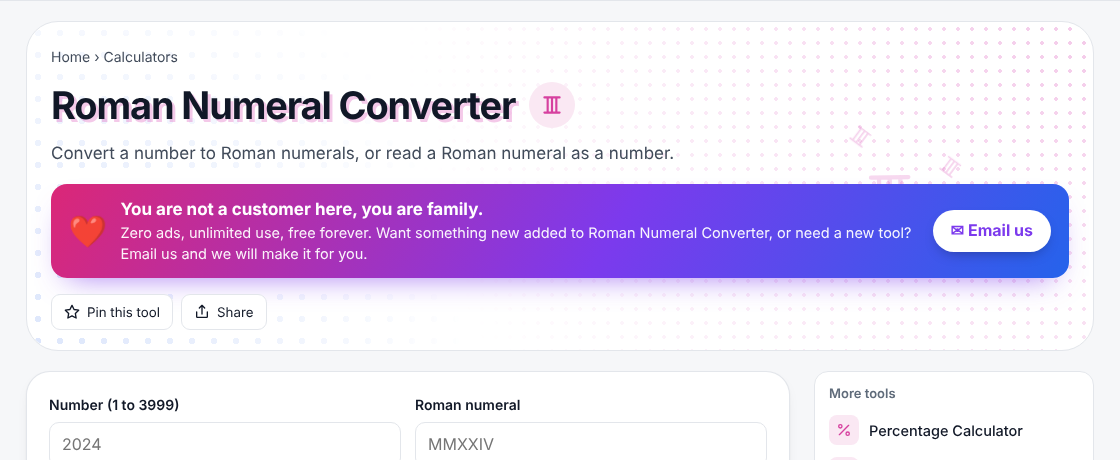 Home › Calculators
Roman Numeral Converter
Convert a number to Roman numerals, or read a Roman numeral as a number.
You are not a customer here, you are family.
Zero ads, unlimited use, free forever. Want something new added to Roman Numeral Converter, or need a new tool?
Email us and we will make it for you.
✉ Email us
Pin this tool
Share
Number (1 to 3999)
Roman numeral
2024
MMXXIV
More tools
Percentage Calculator